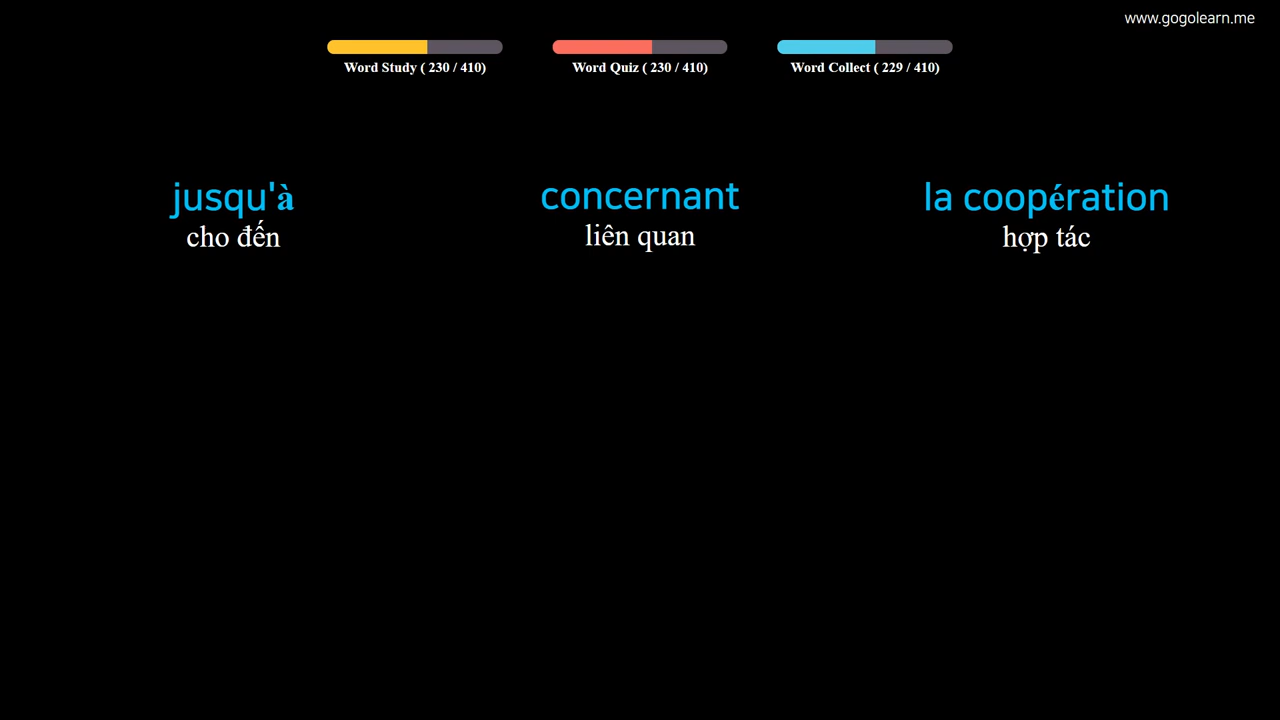 www.gogolearn.me
Word Study ( 230 / 410)
Word Quiz ( 230 / 410)
Word Collect ( 229 / 410)
jusqu'à
cho đến
concernant
liên quan
la coopération
hợp tác